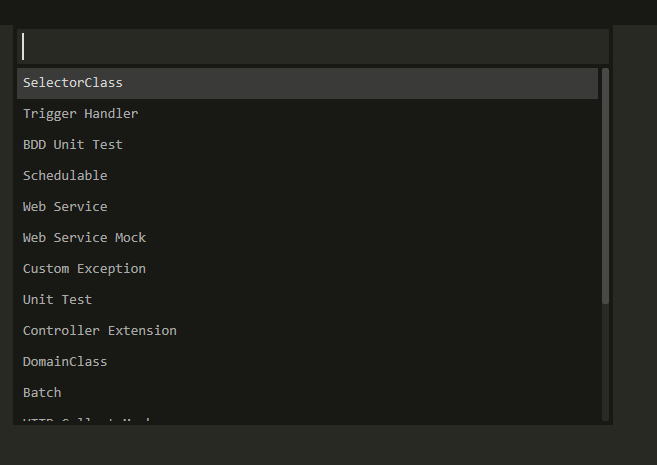 SelectorClass
Trigger Handler
BDD Unit Test
Schedulable
Web Service
Web Service Mock
Custom Exception
Unit Test
Controller Extension
DomainClass
Batch